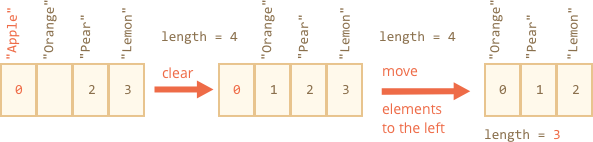 "Apple"
"Orange"
"Pear"
"Lemon"
0
2
3
length = 4
clear
"Orange"
"Pear"
"Lemon"
0
1
2
3
length = 4
move
elements
to the left
"Orange"
"Pear"
"Lemon"
0
1
2
length = 3